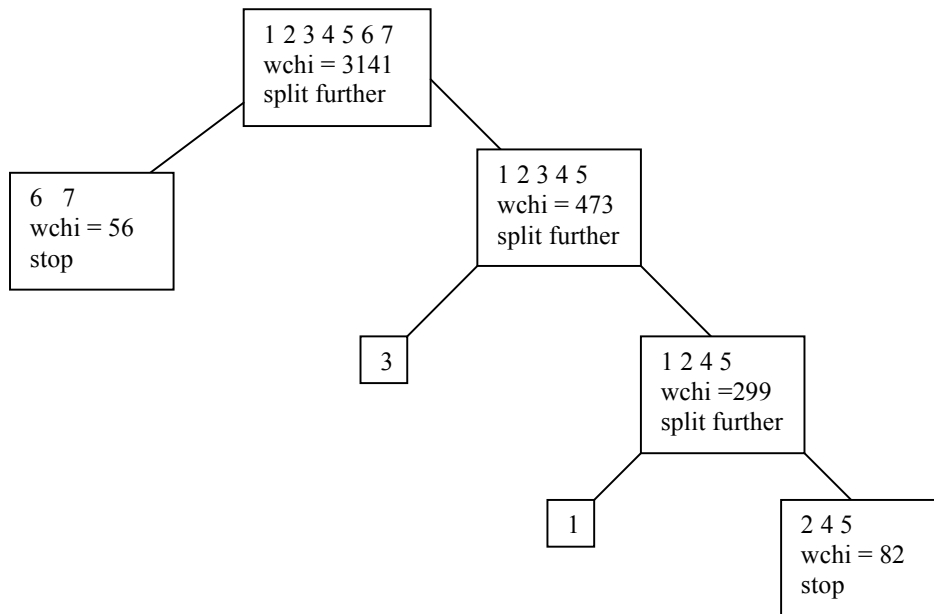 1 2 3 4 5 6 7
wchi = 3141
split further
6 7
wchi = 56
stop
1 2 3 4 5
wchi = 473
split further
3
1 2 4 5
wchi =299
split further
1
2 4 5
wchi = 82
stop